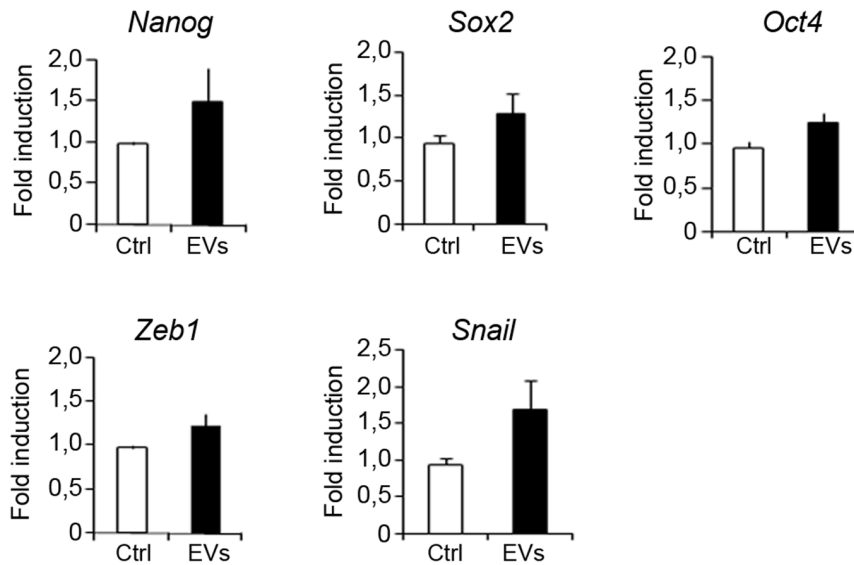 Nanog
Fold induction
2,0
1,5
1,0
0,5
0
Ctrl EVs
Sox2
Fold induction
2,0
1,5
1,0
0,5
0
Ctrl EVs
Oct4
Fold induction
2,0
1,5
1,0
0,5
0
Ctrl EVs
Zeb1
Fold induction
2,0
1,5
1,0
0,5
0
Ctrl EVs
Snail
Fold induction
2,5
2,0
1,5
1,0
0,5
0
Ctrl EVs